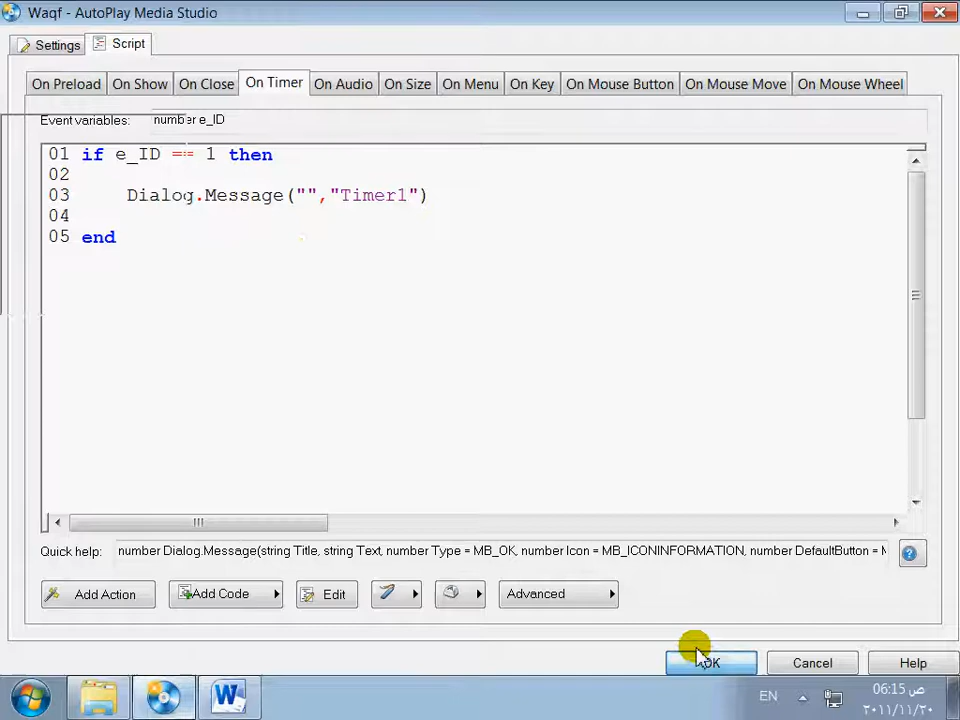 Waqf - AutoPlay Media Studio
Settings Script
On Preload On Show On Close On Timer On Audio On Size On Menu On Key On Mouse Button On Mouse Move On Mouse Wheel
Event variables: number e_ID
01 if e_ID == 1 then
02
03 Dialog.Message("","Timer1")
04
05 end
Quick help: number Dialog.Message(string Title, string Text, number Type = MB_OK, number Icon = MB_ICONINFORMATION, number DefaultButton =
Add Action Add Code Edit Advanced
OK Cancel Help
EN 06:15 ص
٢٠١١/١١/٢٠